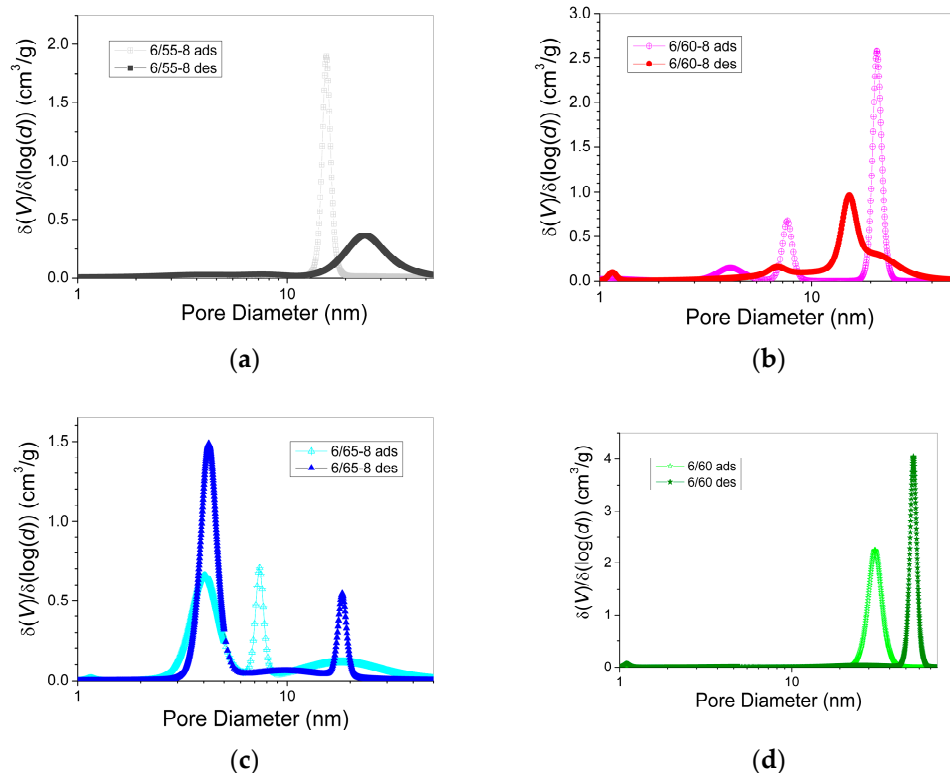 δ(V)/δ(log(d)) (cm³/g)
2.0
1.5
1.0
0.5
0.0
6/55-8 ads
6/55-8 des
1
10
Pore Diameter (nm)
(a)
δ(V)/δ(log(d)) (cm³/g)
3.0
2.5
2.0
1.5
1.0
0.5
0.0
6/60-8 ads
6/60-8 des
1
10
Pore Diameter (nm)
(b)
δ(V)/δ(log(d)) (cm³/g)
1.5
1.0
0.5
0.0
6/65-8 ads
6/65-8 des
1
10
Pore Diameter (nm)
(c)
δ(V)/δ(log(d)) (cm³/g)
4
3
2
1
0
6/60 ads
6/60 des
1
10
Pore Diameter (nm)
(d)